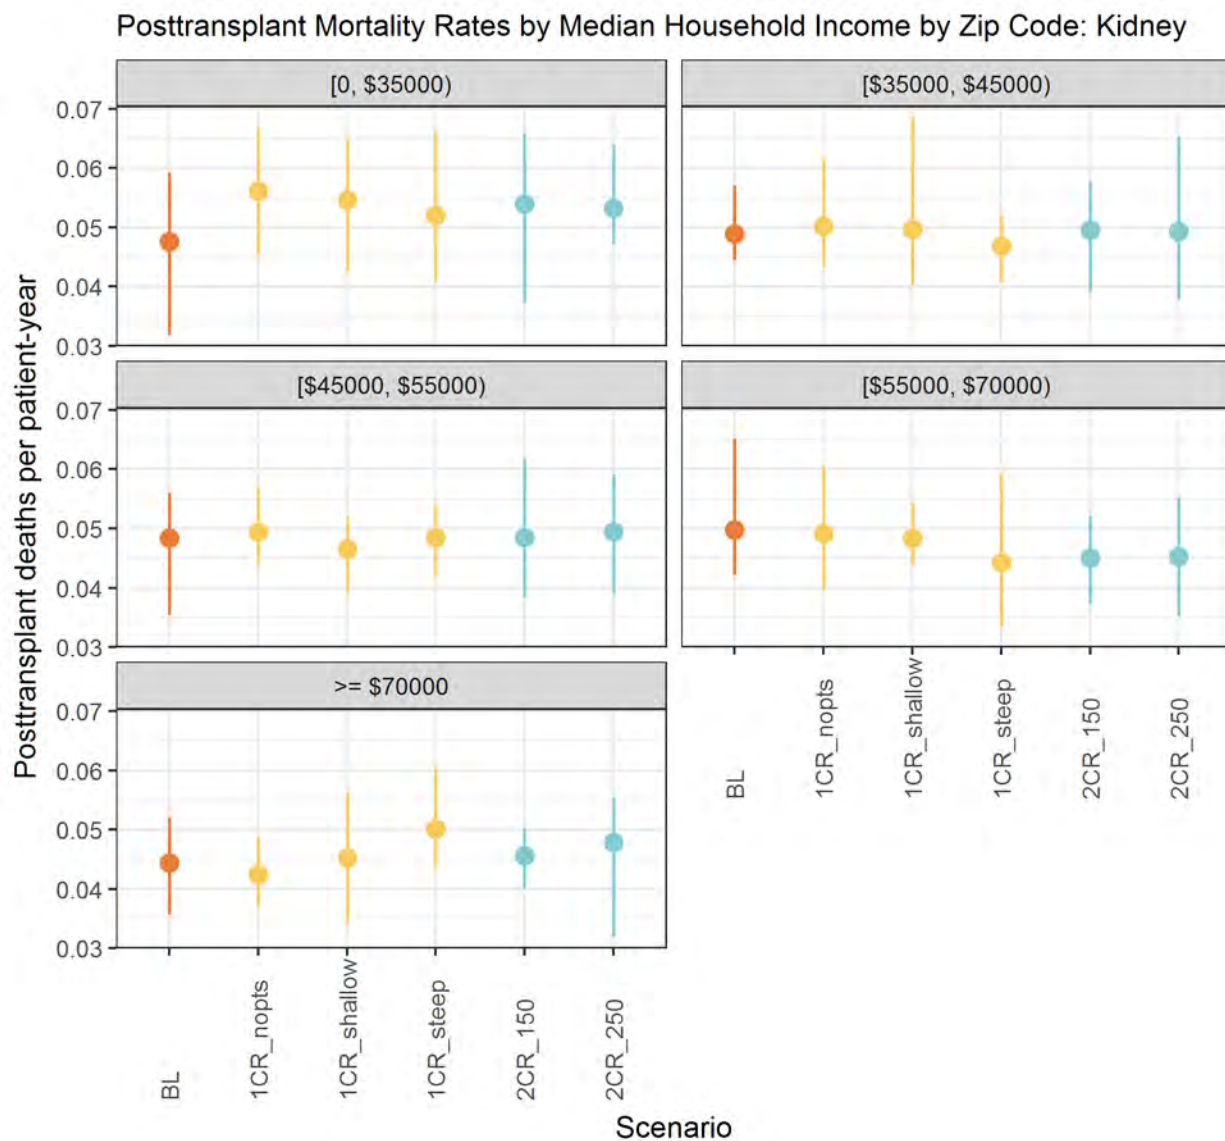 Posttransplant Mortality Rates by Median Household Income by Zip Code: Kidney
[0, $35000)
[$35000, $45000)
0.07
0.06
0.05
0.04
0.03
[$45000, $55000)
[$55000, $70000)
0.07
0.06
0.05
0.04
0.03
>= $70000
0.07
0.06
0.05
0.04
0.03
Posttransplant deaths per patient-year
BL
1CR_nopts
1CR_shallow
1CR_steep
2CR_150
2CR_250
BL
1CR_nopts
1CR_shallow
1CR_steep
2CR_150
2CR_250
Scenario